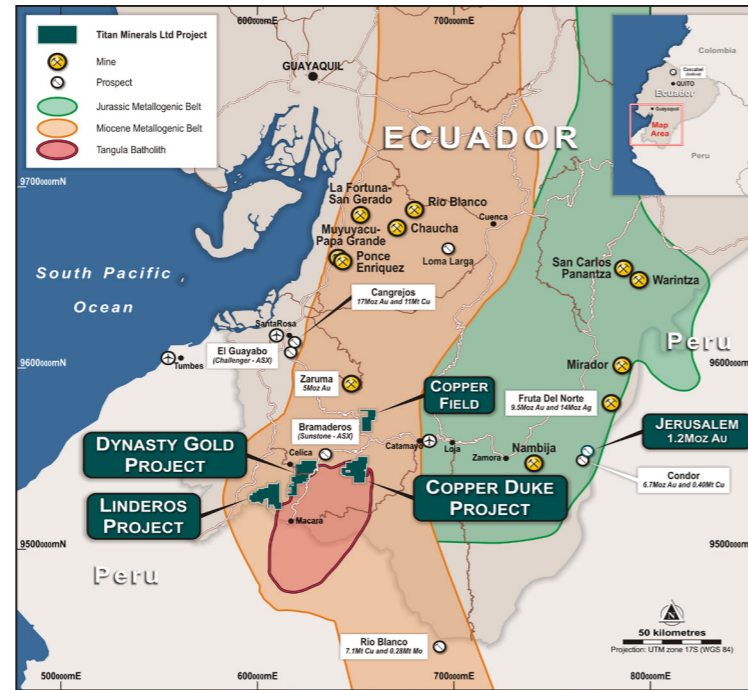 600000mE
700000mE
Titan Minerals Ltd Project
Mine
Prospect
Jurassic Metallogenic Belt
Miocene Metallogenic Belt
Tangula Batholith
GUAYAQUIL
ECUADOR
Colombia
Cascabel
(SolGold)
QUITO
Ecuador
Guayaquil
Map
Area
Peru
9700000mN
La Fortuna-
San Gerado
Rio Blanco
Chaucha
Cuenca
Muyuyacu-
Papa Grande
Ponce
Enriquez
Loma Larga
San Carlos
Panantza
Warintza
South Pacific
Ocean
Cangrejos
17Moz Au and 11Mt Cu
SantaRosa
El Guayabo
(Challenger - ASX)
Tumbes
9600000mN
Peru
9600000mN
Mirador
Zaruma
5Moz Au
COPPER
FIELD
Fruta Del Norte
9.5Moz Au and 14Moz Ag
Bramaderos
(Sunstone - ASX)
Catamayo
Loja
Zamora
Nambija
JERUSALEM
1.2Moz Au
Celica
DYNASTY GOLD
PROJECT
COPPER DUKE
PROJECT
Condor
6.7Moz Au and 0.40Mt Cu
LINDEROS
PROJECT
Macará
9500000mN
9500000mN
Peru
Rio Blanco
7.1Mt Cu and 0.28Mt Mo
50 kilometres
Projection: UTM zone 17S (WGS 84)
500000mE
600000mE
700000mE
800000mE